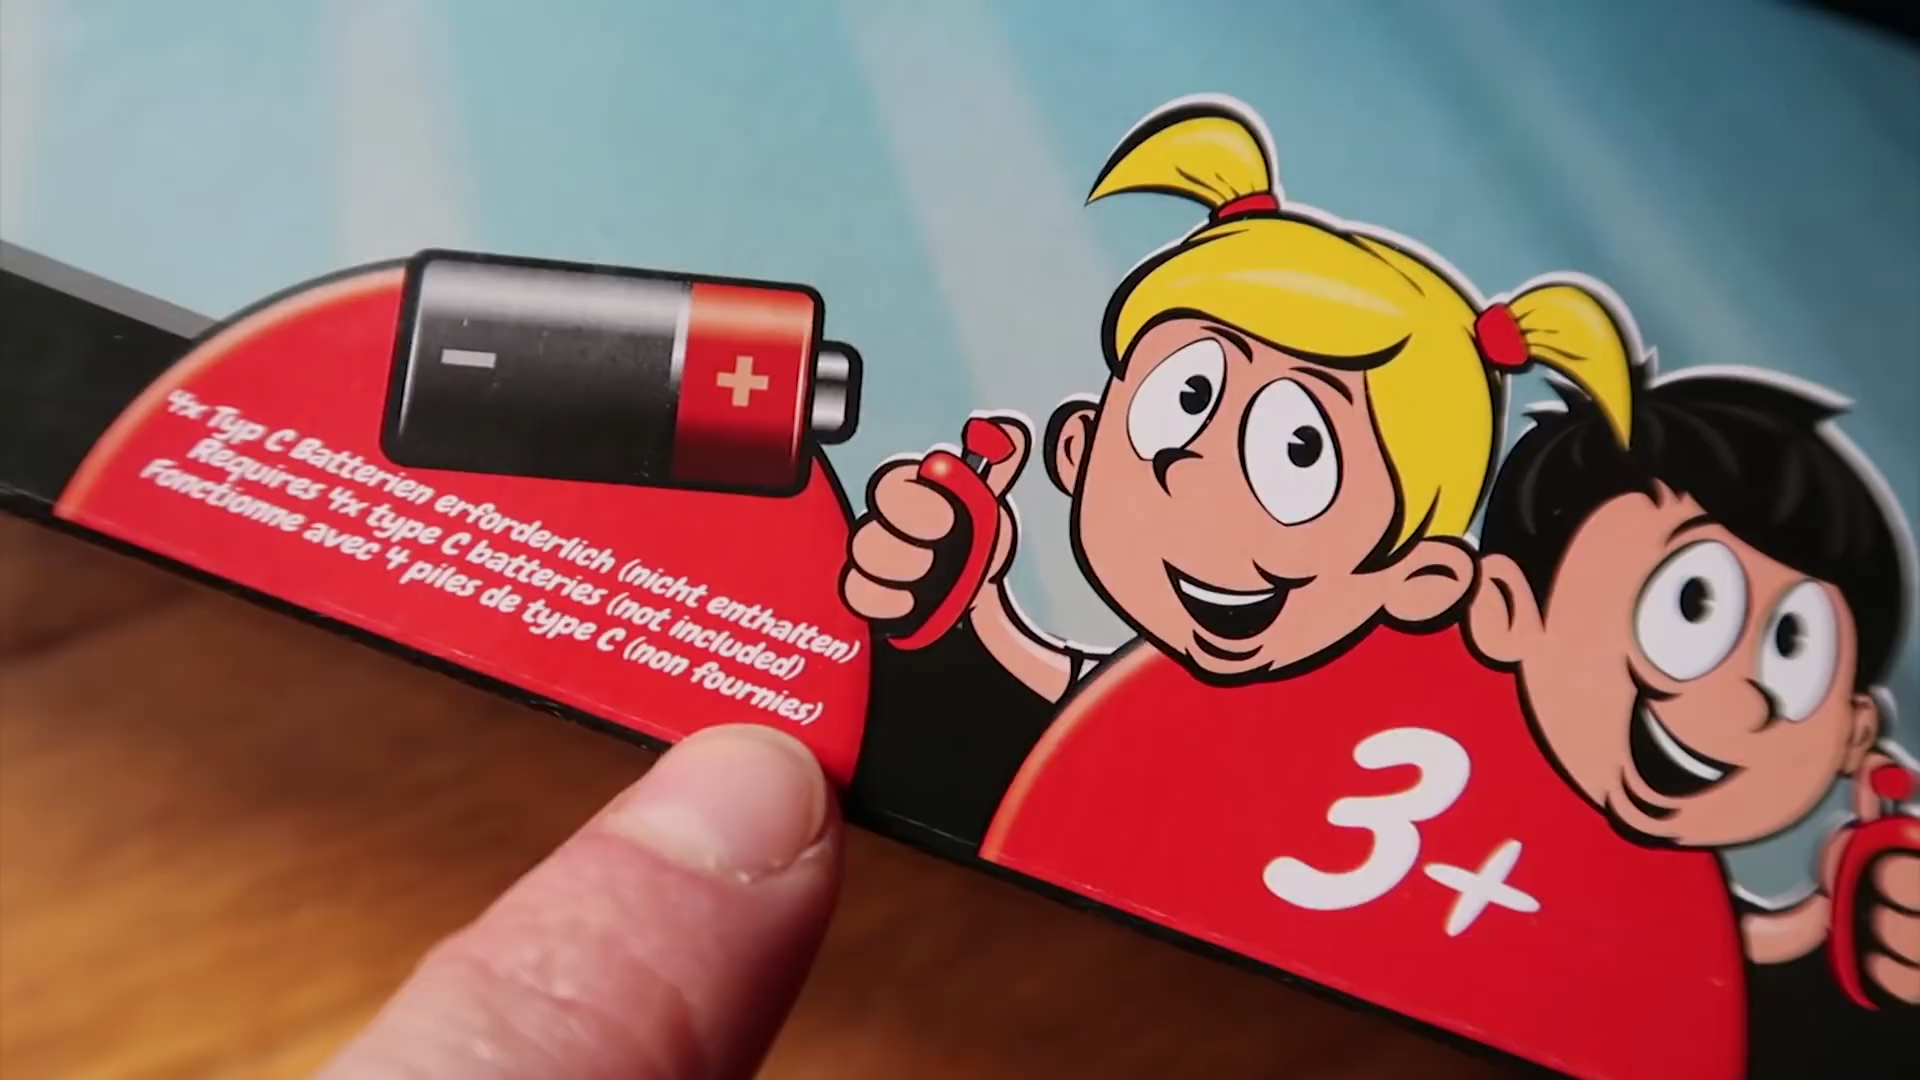 4x Typ C Batterien erforderlich (nicht enthalten)
Requires 4x type C batteries (not included)
Fonctionne avec 4 piles de type C (non fournies)
3+